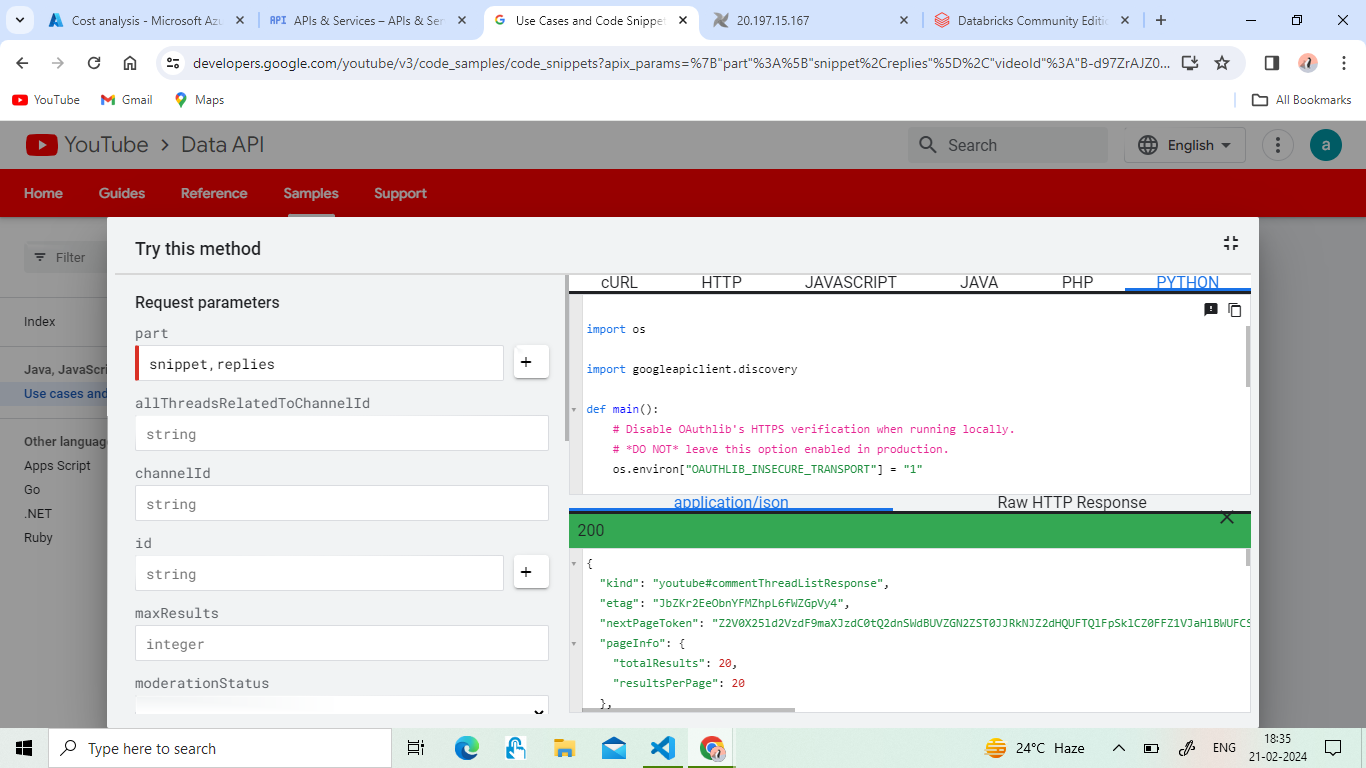 Cost analysis - Microsoft Azu
API APIs & Services – APIs & Ser
Use Cases and Code Snippet
20.197.15.167
Databricks Community Editio
developers.google.com/youtube/v3/code_samples/code_snippets?apix_params=%7B"part"%3A%5B"snippet%2Creplies"%5D%2C"videoId"%3A"B-d97ZrAJZ0...
YouTube
Gmail
Maps
All Bookmarks
YouTube > Data API
Search
English
a
Home
Guides
Reference
Samples
Support
Filter
Index
Java, JavaScri
Use cases and
Other languag
Apps Script
Go
.NET
Ruby
Try this method
Request parameters
part
snippet,replies
allThreadsRelatedToChannelId
string
channelId
string
id
string
maxResults
integer
moderationStatus
cURL
HTTP
JAVASCRIPT
JAVA
PHP
PYTHON
import os
import googleapiclient.discovery
def main():
# Disable OAuthlib's HTTPS verification when running locally.
# *DO NOT* leave this option enabled in production.
os.environ["OAUTHLIB_INSECURE_TRANSPORT"] = "1"
application/json
Raw HTTP Response
200
{
"kind": "youtube#commentThreadListResponse",
"etag": "JbZKr2EeObnYFMZhpL6fWZGpVy4",
"nextPageToken": "Z2V0X25ld2VzdF9maXJzdC0tQ2dnSWdBUVZGN2ZST0JJRkNJZ2dHQUFTQlFpSklCZ0FFZ1VJaHlBWUFCS
"pageInfo": {
"totalResults": 20,
"resultsPerPage": 20
},
Type here to search
24°C Haze
ENG
18:35
21-02-2024